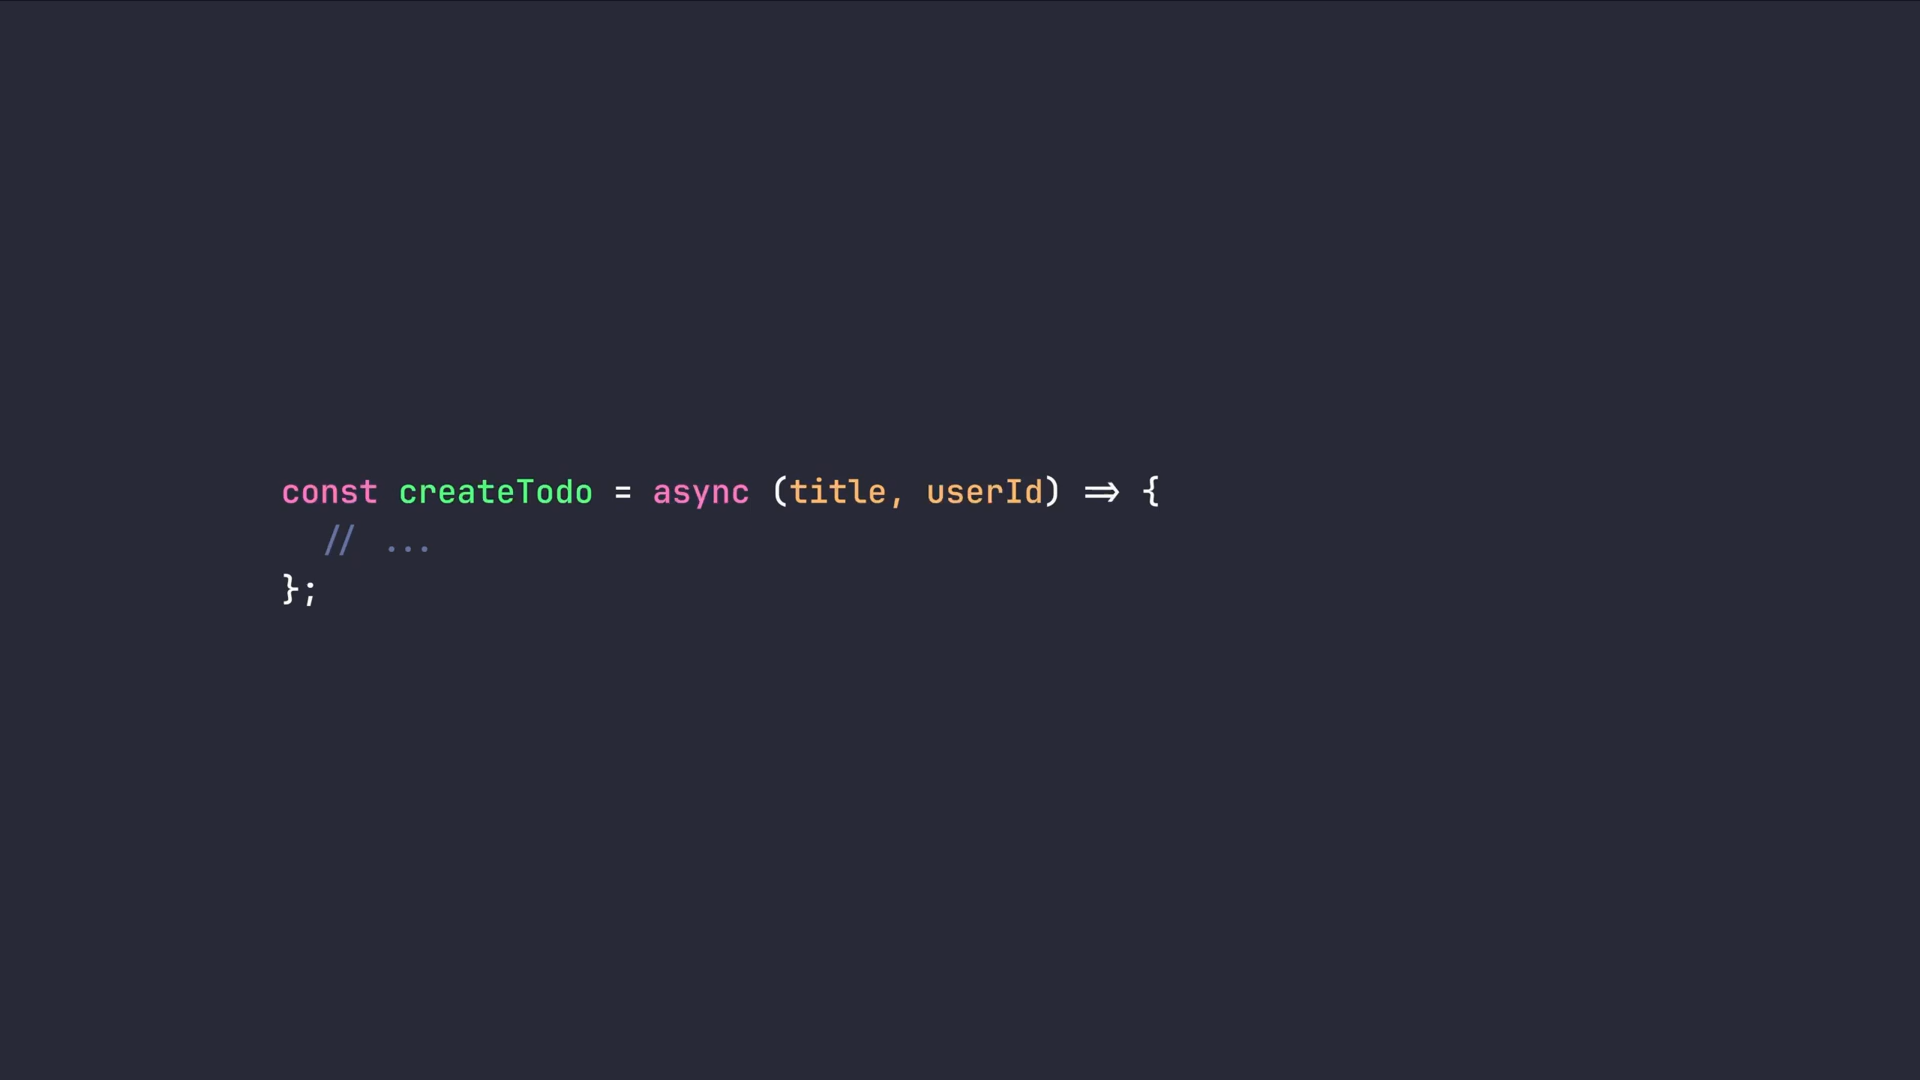 const createTodo = async (title, userId) => {
  // ...
};